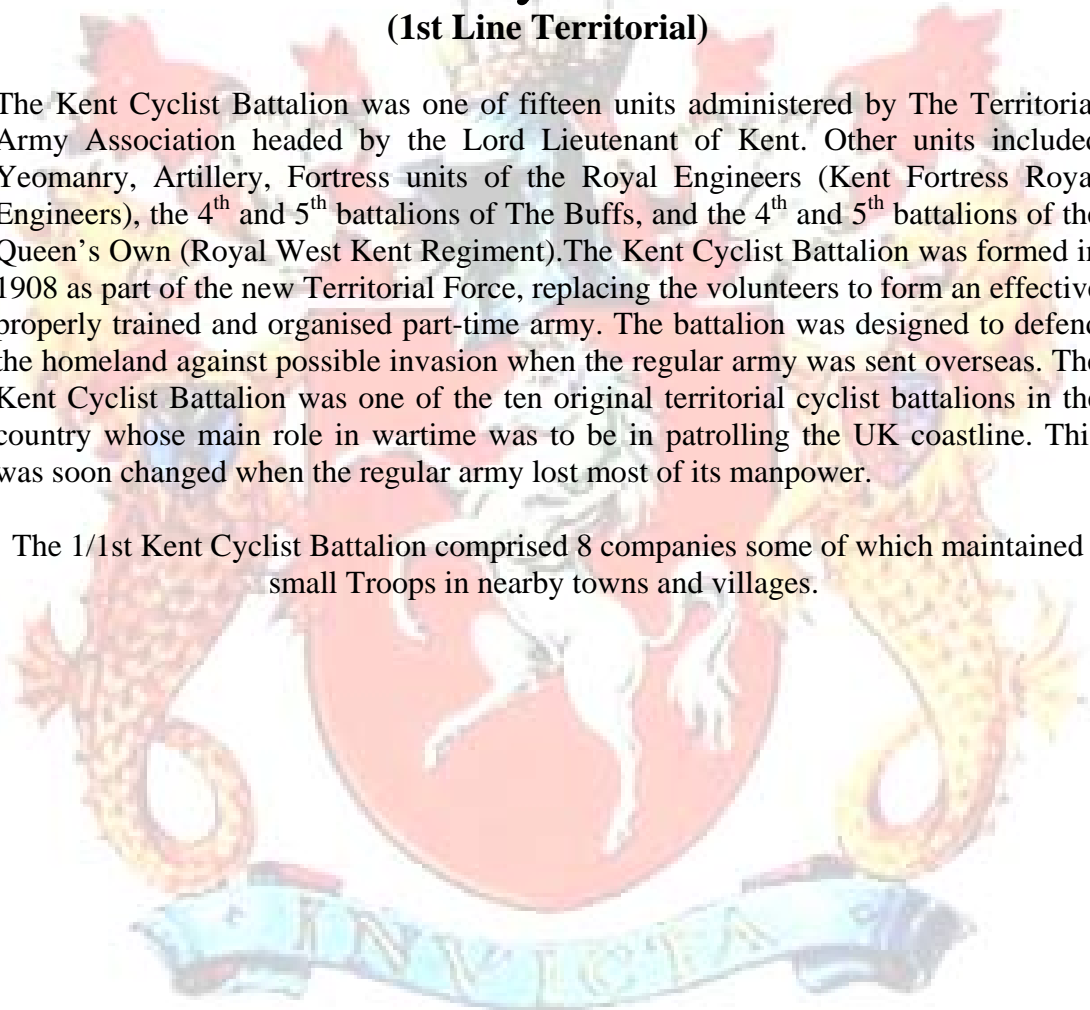 (1st Line Territorial)
The Kent Cyclist Battalion was one of fifteen units administered by The Territoria
Army Association headed by the Lord Lieutenant of Kent. Other units included
Yeomanry, Artillery, Fortress units of the Royal Engineers (Kent Fortress Roya
Engineers), the 4th and 5th battalions of The Buffs, and the 4th and 5th battalions of the
Queen's Own (Royal West Kent Regiment).The Kent Cyclist Battalion was formed in
1908 as part of the new Territorial Force, replacing the volunteers to form an effective
properly trained and organised part-time army. The battalion was designed to defend
the homeland against possible invasion when the regular army was sent overseas. The
Kent Cyclist Battalion was one of the ten original territorial cyclist battalions in the
country whose main role in wartime was to be in patrolling the UK coastline. Thi
was soon changed when the regular army lost most of its manpower.
The 1/1st Kent Cyclist Battalion comprised 8 companies some of which maintained
small Troops in nearby towns and villages.
INVICTA